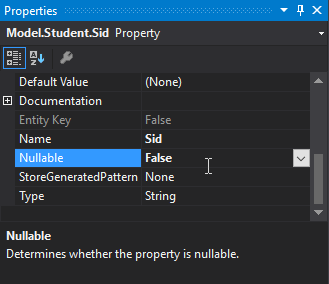 Properties
Model.Student.Sid Property
Default Value (None)
Documentation
Entity Key False
Name Sid
Nullable False
StoreGeneratedPattern None
Type String
Nullable
Determines whether the property is nullable.